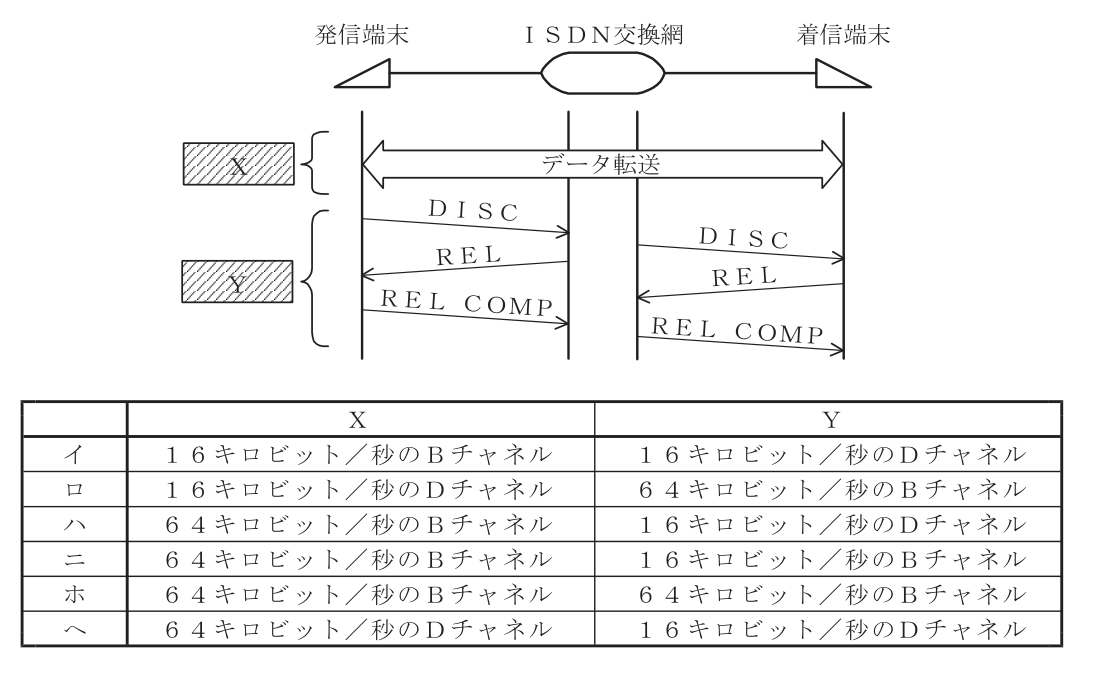 発信端末 ISDN交換網 着信端末
X データ転送
DISC
DISC
REL
REL
Y
REL COMP
REL COMP
X Y
イ 16キロビット/秒のBチャネル 16キロビット/秒のDチャネル
ロ 16キロビット/秒のDチャネル 64キロビット/秒のBチャネル
ハ 64キロビット/秒のBチャネル 16キロビット/秒のDチャネル
ニ 64キロビット/秒のBチャネル 16キロビット/秒のBチャネル
ホ 64キロビット/秒のBチャネル 64キロビット/秒のBチャネル
ヘ 64キロビット/秒のDチャネル 16キロビット/秒のDチャネル